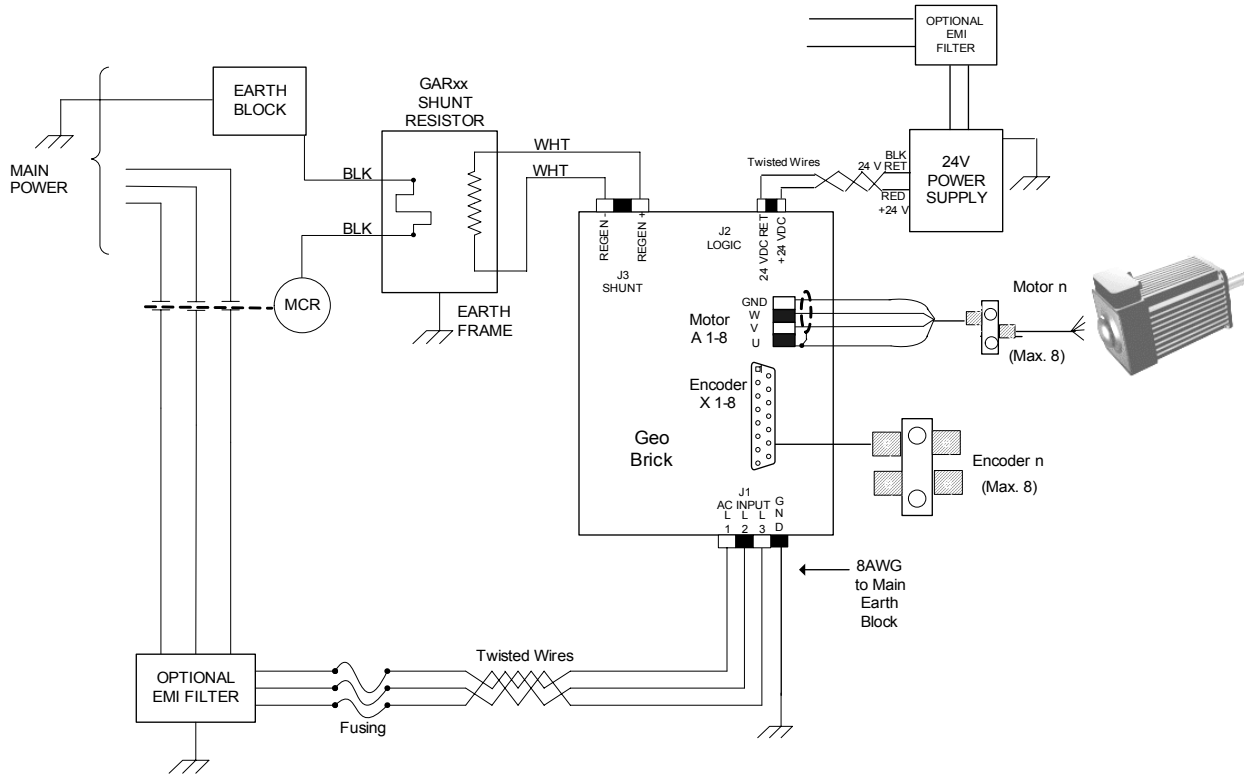 OPTIONAL
EMI
FILTER
EARTH
BLOCK
GARxx
SHUNT
RESISTOR
MAIN
POWER
WHT
WHT
BLK
BLK
MCR
EARTH
FRAME
Twisted Wires
BLK
24 V RET
RED
+24 V
24V
POWER
SUPPLY
REGEN -
REGEN +
J3
SHUNT
J2
LOGIC
24 VDC RET
+24 VDC
Motor
A 1-8
GND
W
V
U
Motor n
(Max. 8)
Encoder
X 1-8
Geo
Brick
Encoder n
(Max. 8)
J1
AC INPUT
L
1
L
2
L
3
G
N
D
8AWG
to Main
Earth
Block
OPTIONAL
EMI FILTER
Fusing
Twisted Wires